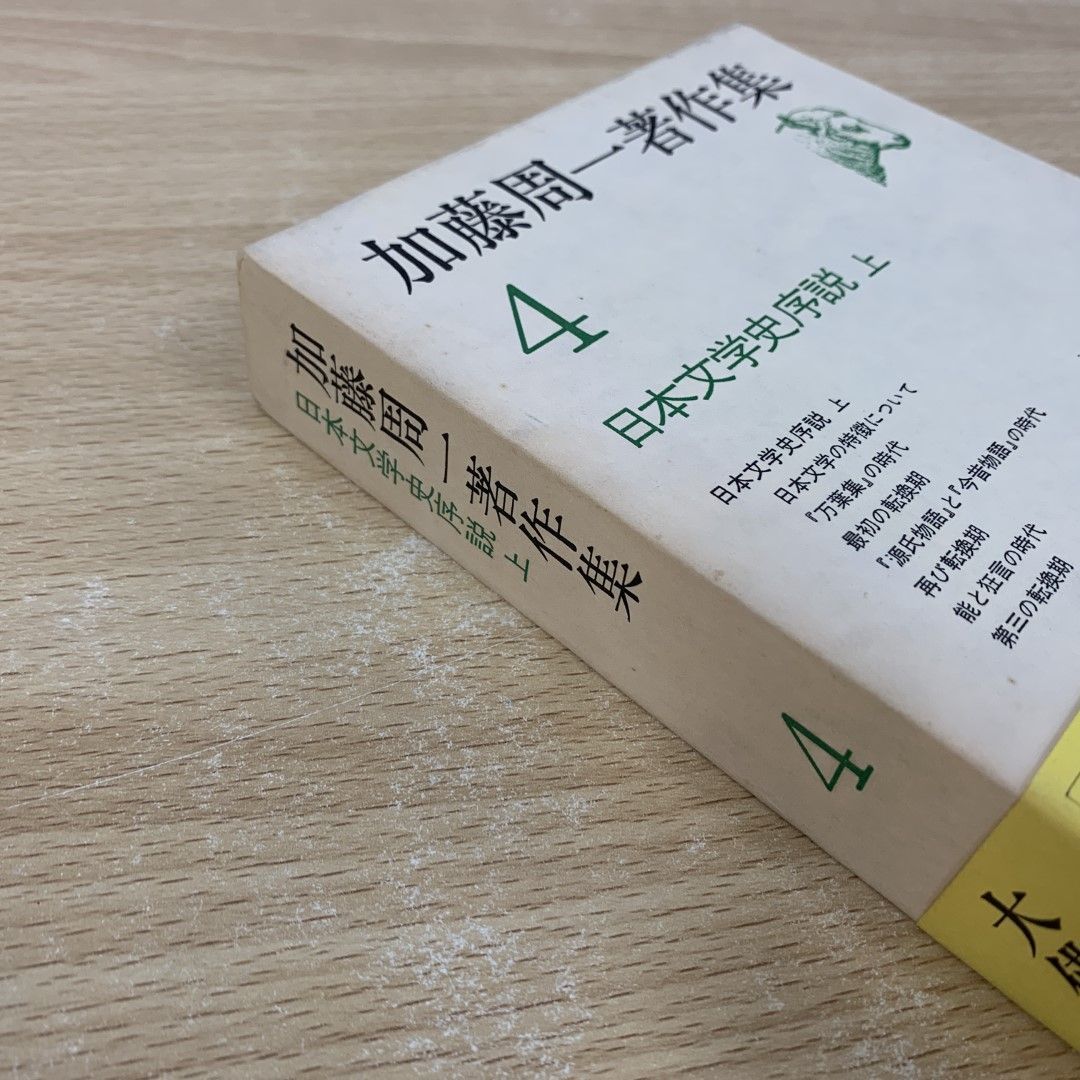 加藤周一著作集
4
日本文学史序説 上
日本文学史序説 上
日本文学の特徴について
『万葉集』の時代
最初の転換期
『源氏物語』と『今昔物語』の時代
再び転換期
能と狂言の時代
第三の転換期
加藤周一著作集
日本文学史序説 上
4
大